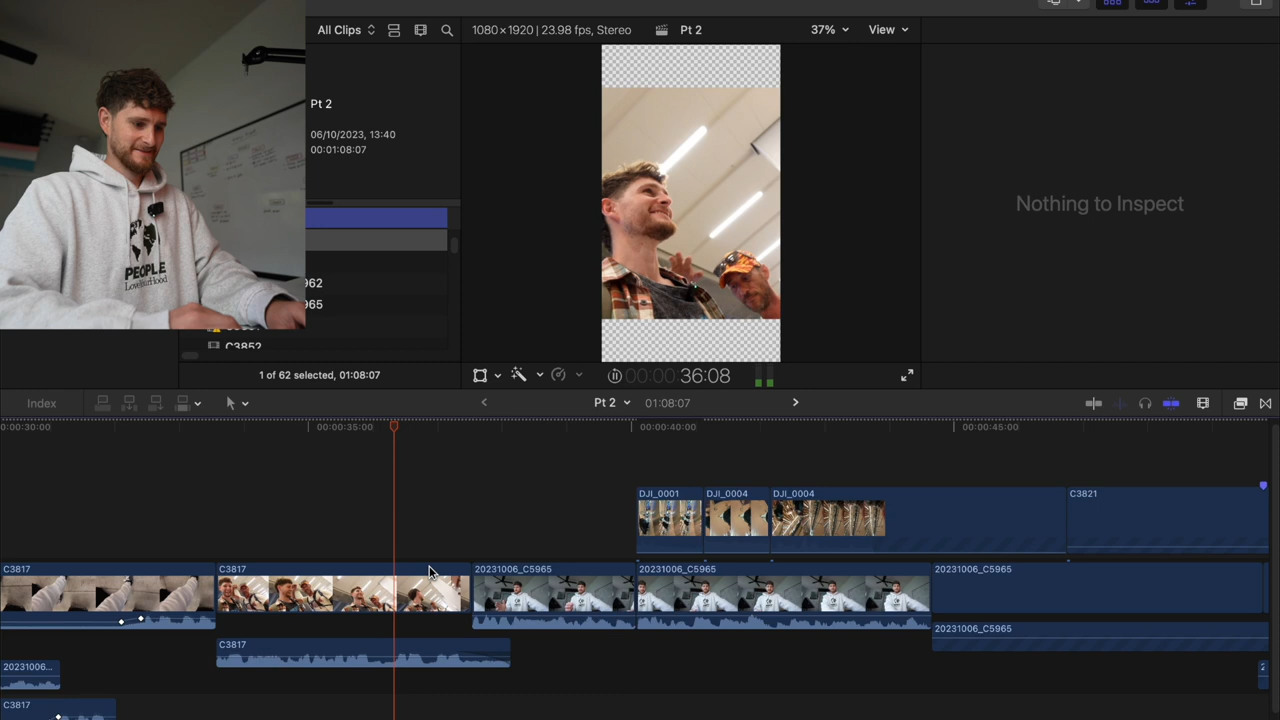 All Clips
1080×1920 | 23.98 fps, Stereo
Pt 2
37%
View
Pt 2
06/10/2023, 13:40
00:01:08:07
Nothing to Inspect
PEOPLE
962
965
C3852
1 of 62 selected, 01:08:07
00:00:36:08
Index
Pt 2
01:08:07
0:00:30:00
00:00:35:00
00:00:40:00
00:00:45:00
DJI_0001
DJI_0004
DJI_0004
C3821
C3817
C3817
20231006_C5965
20231006_C5965
20231006_C5965
20231006_C5965
C3817
20231006...
2
C3817